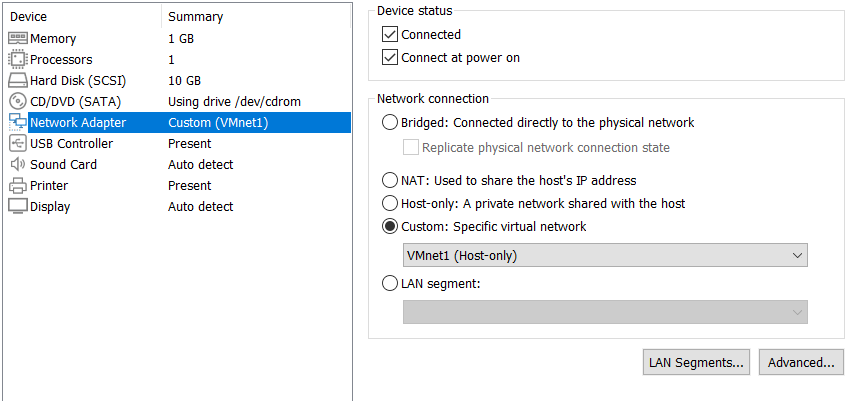 Device Summary
Memory 1 GB
Processors 1
Hard Disk (SCSI) 10 GB
CD/DVD (SATA) Using drive /dev/cdrom
Network Adapter Custom (VMnet1)
USB Controller Present
Sound Card Auto detect
Printer Present
Display Auto detect
Device status
Connected
Connect at power on
Network connection
Bridged: Connected directly to the physical network
Replicate physical network connection state
NAT: Used to share the host's IP address
Host-only: A private network shared with the host
Custom: Specific virtual network
VMnet1 (Host-only)
LAN segment:
LAN Segments... Advanced...